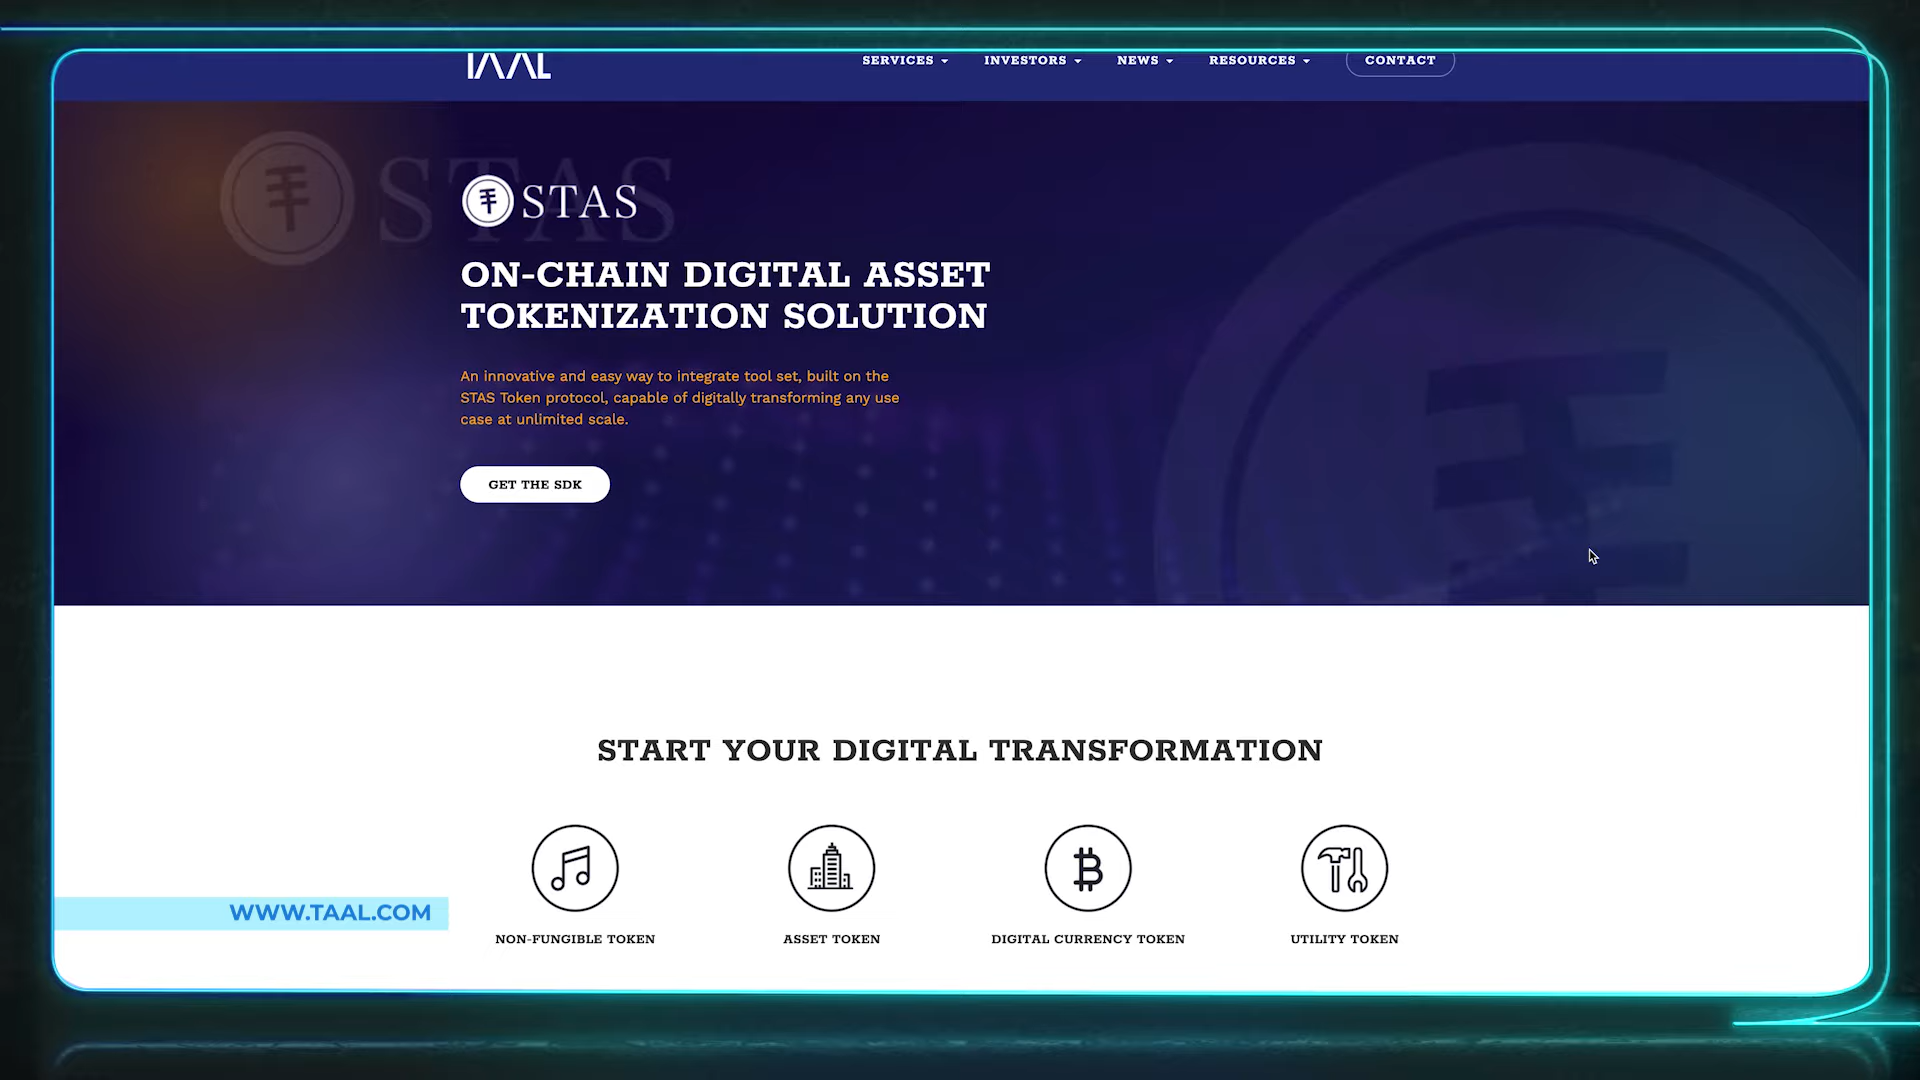 TAAL
SERVICES
INVESTORS
NEWS
RESOURCES
CONTACT
STAS
STAS
ON-CHAIN DIGITAL ASSET
TOKENIZATION SOLUTION
An innovative and easy way to integrate tool set, built on the
STAS Token protocol, capable of digitally transforming any use
case at unlimited scale.
GET THE SDK
START YOUR DIGITAL TRANSFORMATION
WWW.TAAL.COM
NON-FUNGIBLE TOKEN
ASSET TOKEN
DIGITAL CURRENCY TOKEN
UTILITY TOKEN